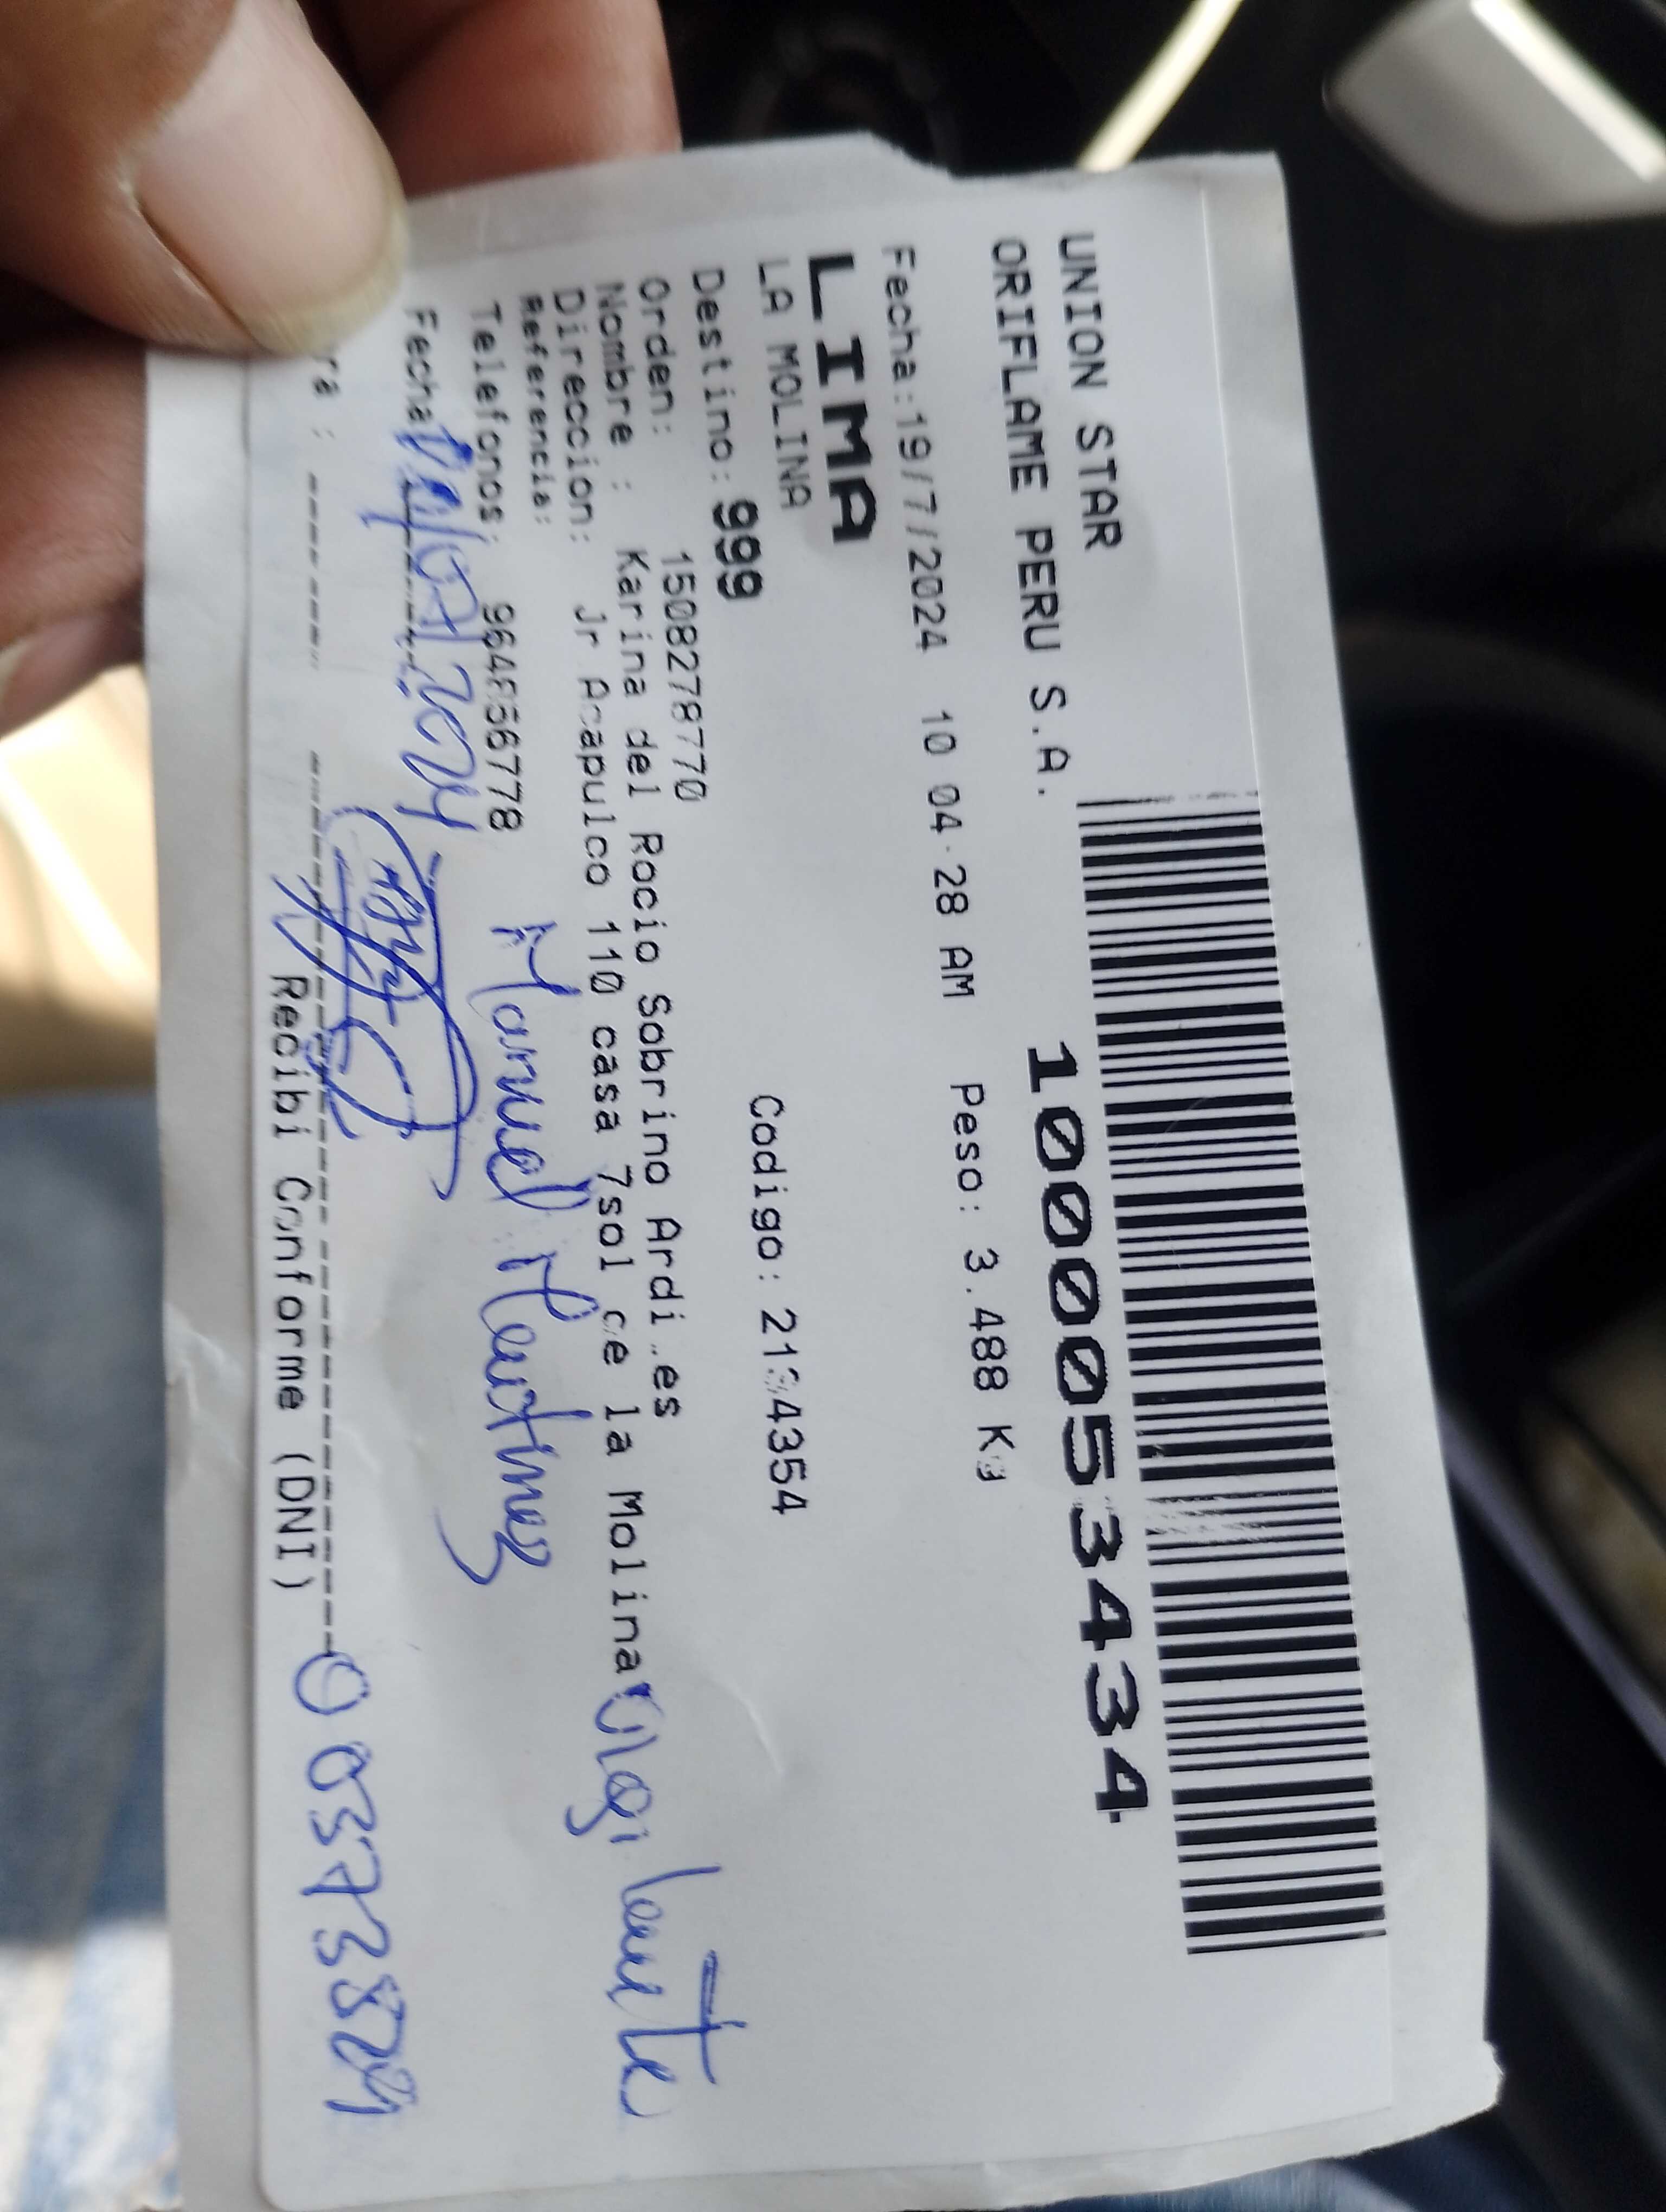 UNION STAR
ORIFLAME PERU S.A.
1000053434
Fecha:19/7/2024 10 04 28 AM Peso: 3.488 Kg
LIMA
LA MOLINA
Destino: 999 Codigo:
Orden: 1508278770
Nombre : Karina del Rocio Sobrino
Direccion: Jr Acapulco 110 casa 7sol de la Molina
Referencia:
Telefonos:
Manuel Martinez
Vigilante
Fecha
Recibi Conforme (DNI)